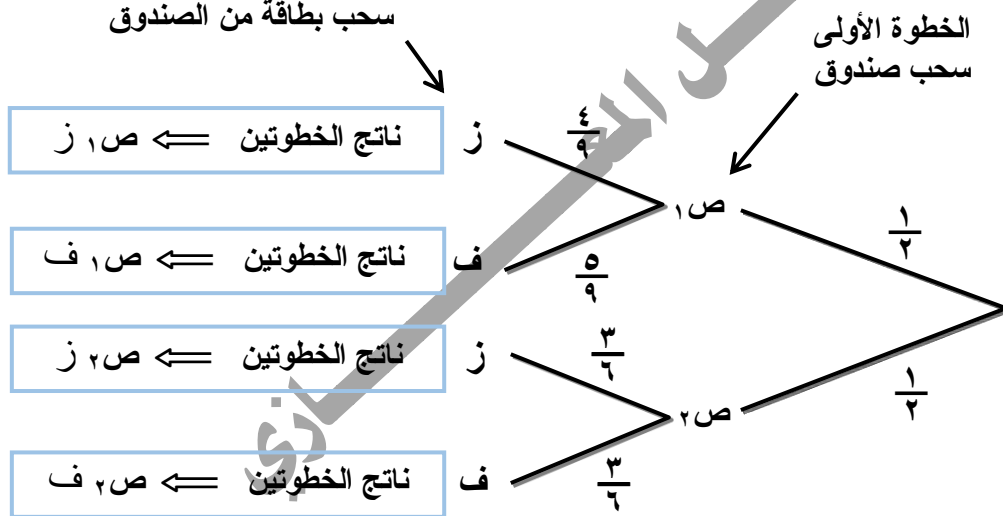 الخطوة الأولى
سحب صندوق
سحب بطاقة من الصندوق
١/٢
ص١
٤/٩
ز
ناتج الخطوتين ⇐ ص١ ز
٥/٩
ف
ناتج الخطوتين ⇐ ص١ ف
١/٢
ص٢
٣/٦
ز
ناتج الخطوتين ⇐ ص٢ ز
٣/٦
ف
ناتج الخطوتين ⇐ ص٢ ف